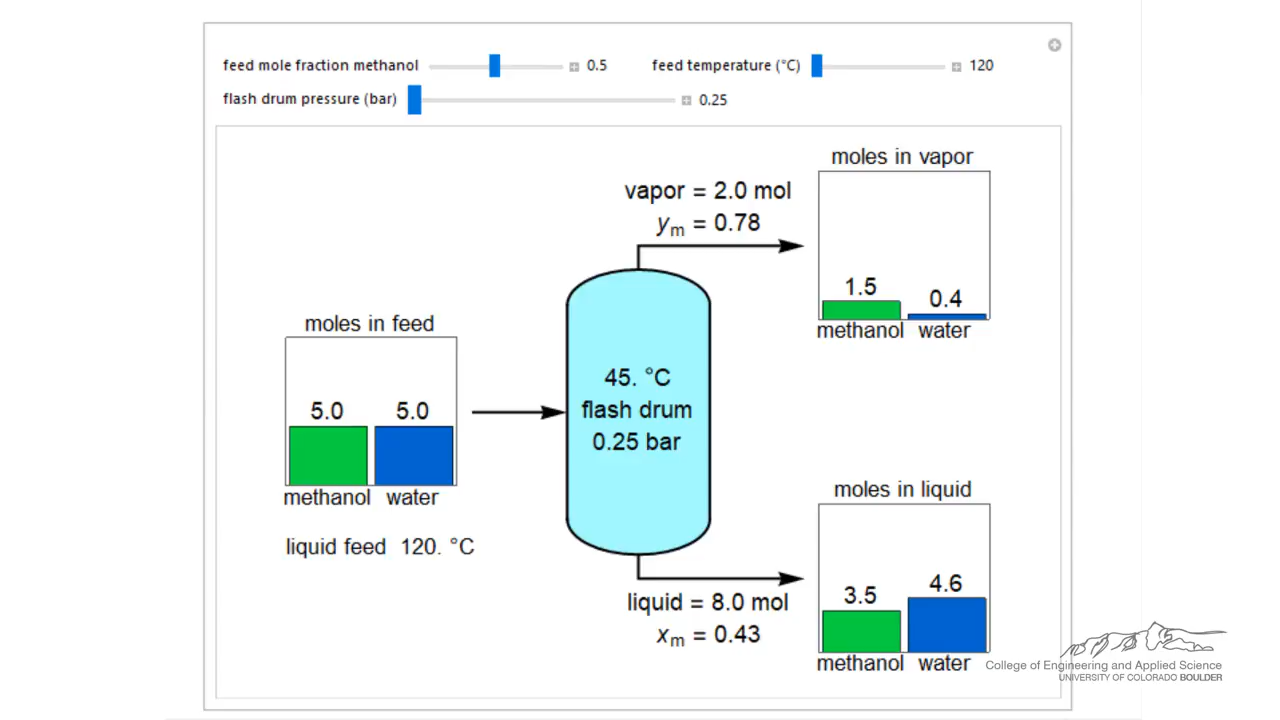 feed mole fraction methanol 0.5 feed temperature (°C) 120
flash drum pressure (bar) 0.25
moles in vapor
vapor = 2.0 mol
ym = 0.78
1.5 0.4
methanol water
moles in feed
5.0 5.0
methanol water
liquid feed 120. °C
45. °C
flash drum
0.25 bar
moles in liquid
liquid = 8.0 mol
xm = 0.43
3.5 4.6
methanol water
College of Engineering and Applied Science
UNIVERSITY OF COLORADO BOULDER